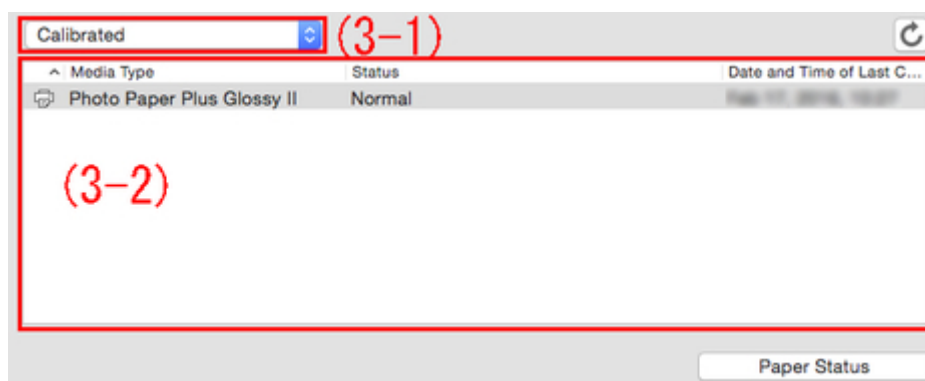 Calibrated (3-1)
Media Type Status Date and Time of Last C...
Photo Paper Plus Glossy II Normal
(3-2)
Paper Status